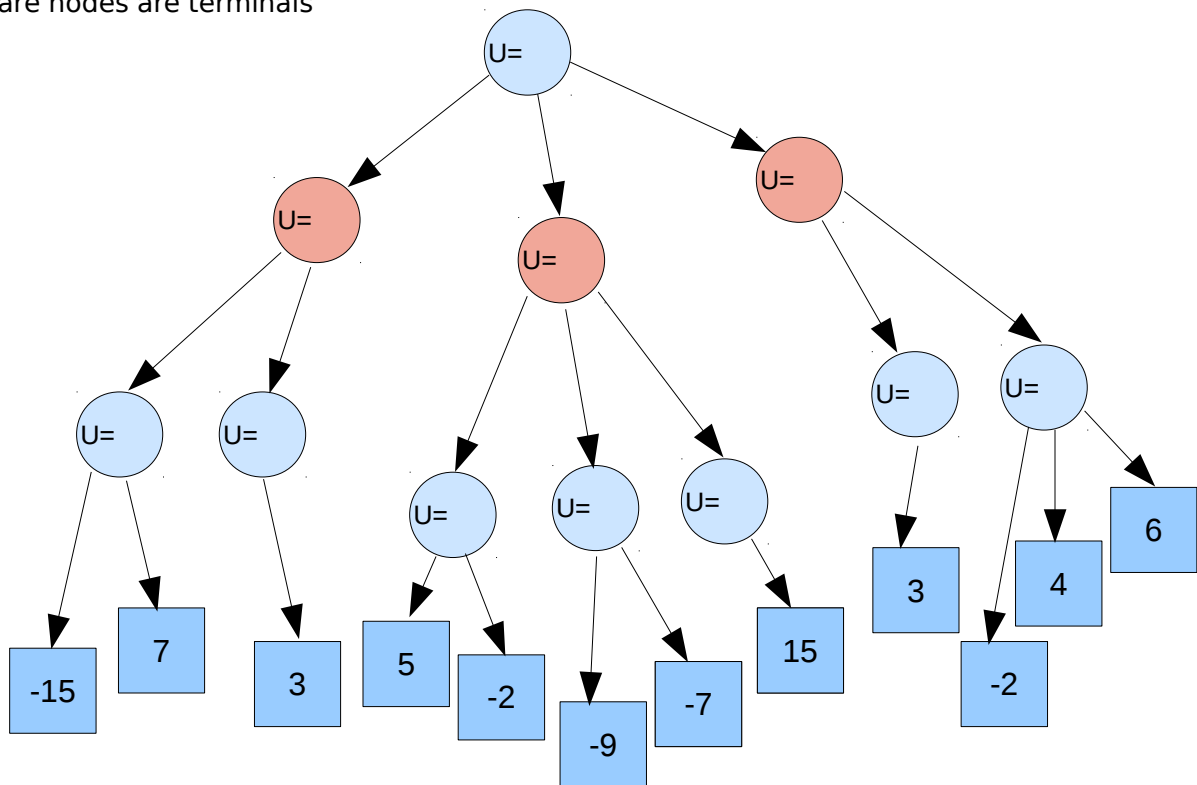 are nodes are terminals
U=
U=
U=
U=
U=
U=
U=
U=
U=
U=
U=
6
4
3
7
15
5
3
-2
-2
-15
-7
-9